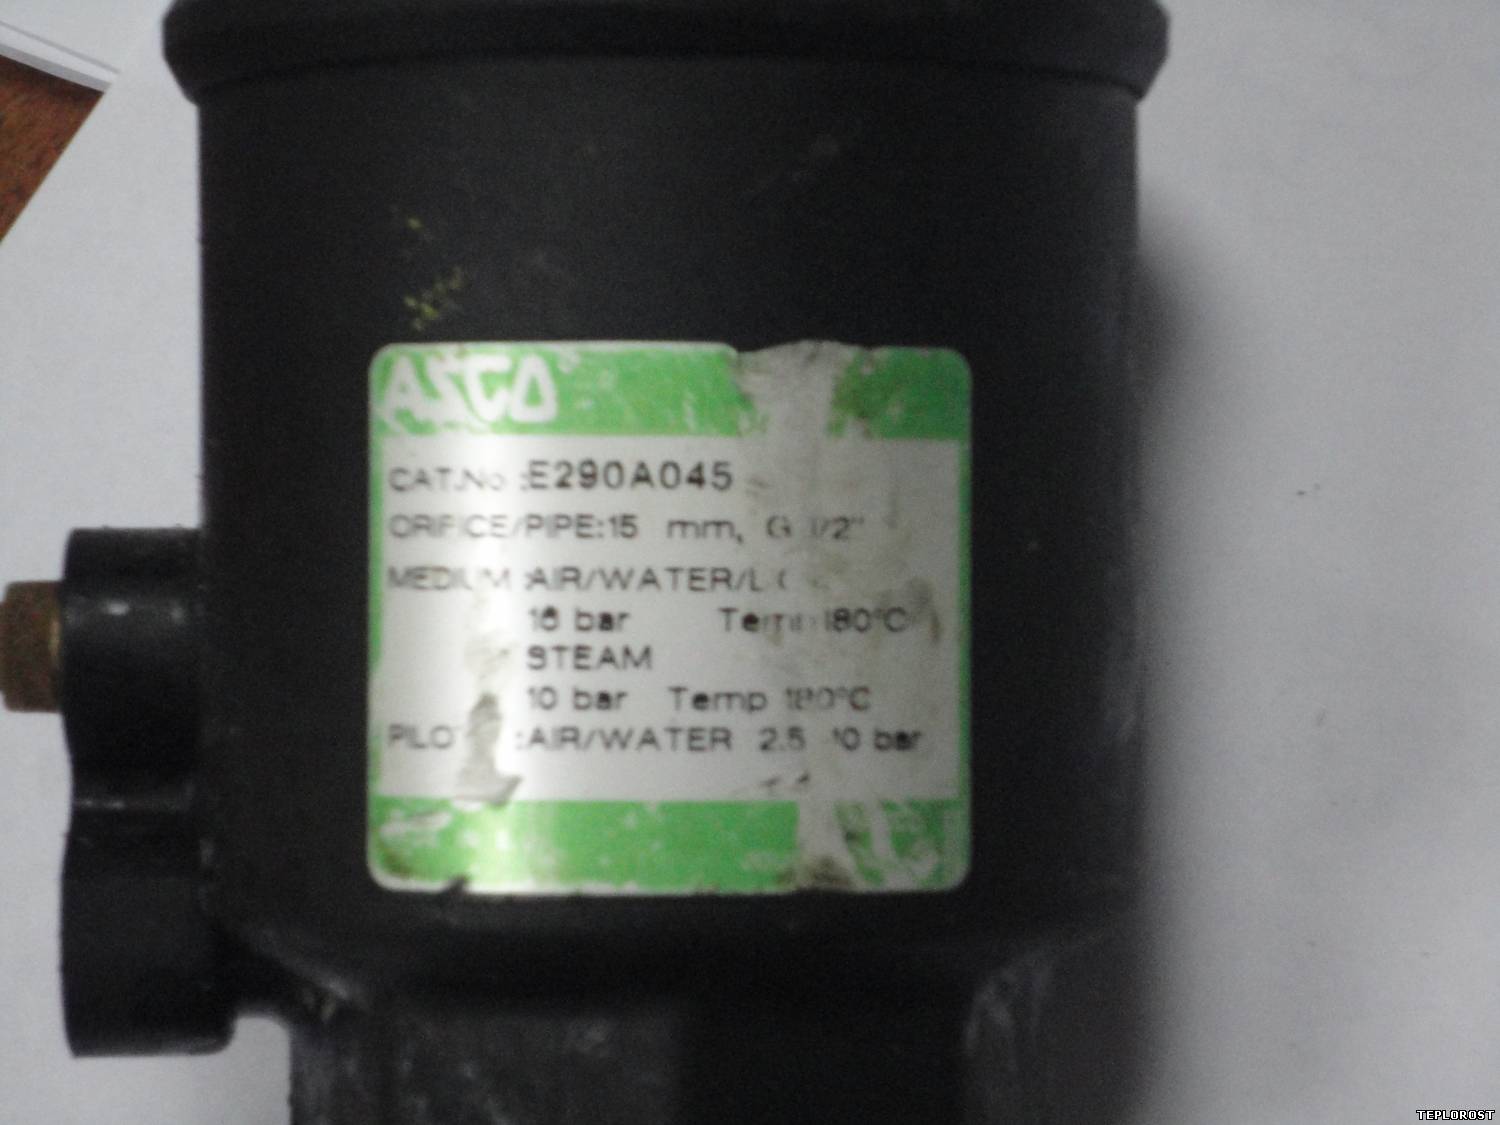 ASCO
CAT.No :E290A045
ORIFICE/PIPE:15 mm, G 1/2"
MEDIUM :AIR/WATER/
16 bar Temp 180°C
STEAM
10 bar Temp 180°C
PILOT :AIR/WATER 2.5 10 bar
TEPLOROST